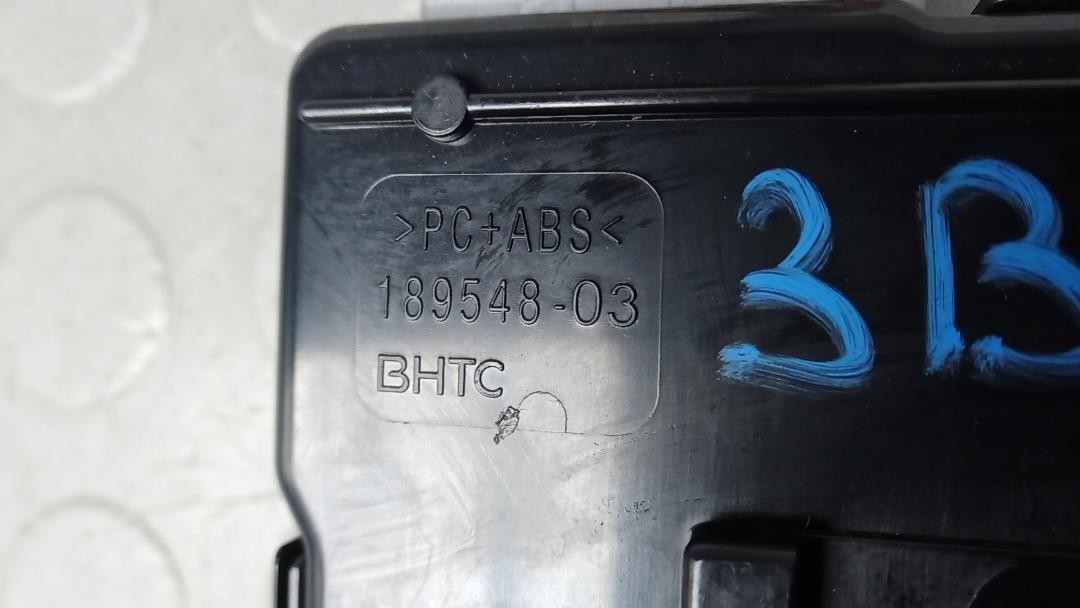 >PC+ABS<
189548-03
BHTC
3B